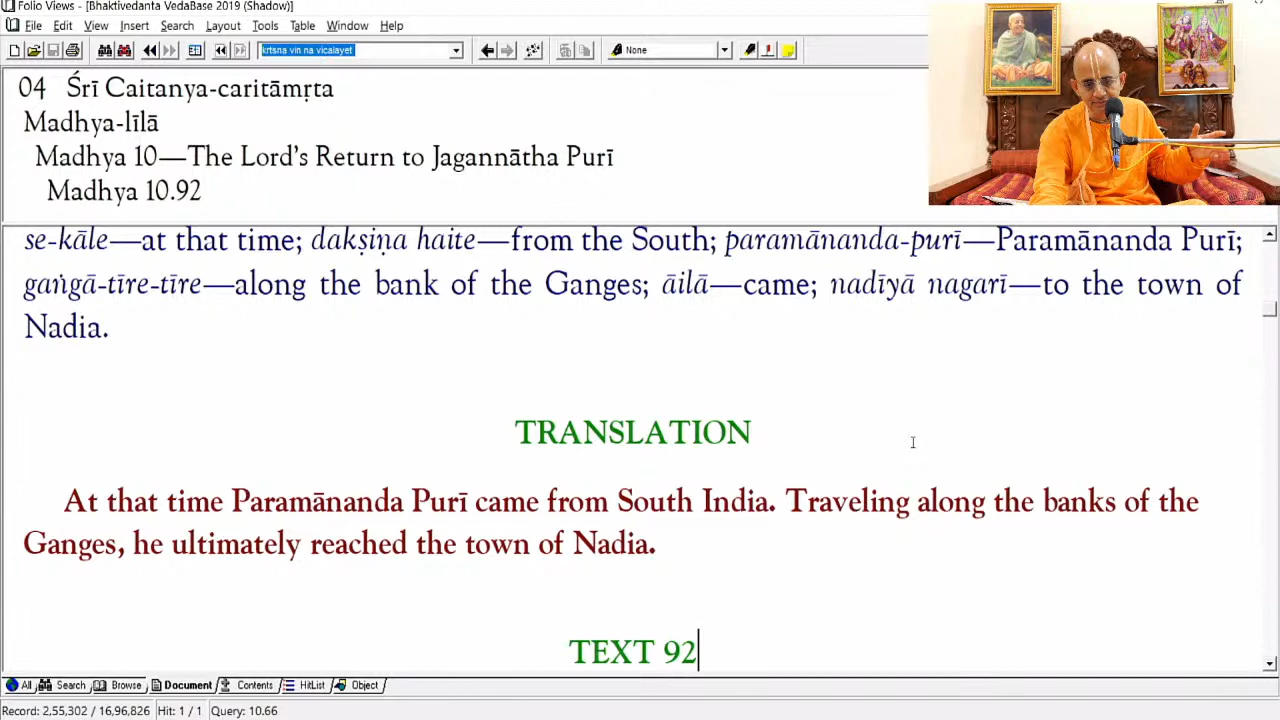 Folio Views - [Bhaktivedanta VedaBase 2019 (Shadow)]
File Edit View Insert Search Layout Tools Table Window Help
krtsna vin na vicalayet
None
04 Śrī Caitanya-caritāmṛta
Madhya-līlā
Madhya 10—The Lord's Return to Jagannātha Purī
Madhya 10.92
se-kāle—at that time; dakṣiṇa haite—from the South; paramānanda-purī—Paramānanda Purī;
gaṅgā-tīre-tīre—along the bank of the Ganges; āilā—came; nadīyā nagarī—to the town of
Nadia.
TRANSLATION
At that time Paramānanda Purī came from South India. Traveling along the banks of the
Ganges, he ultimately reached the town of Nadia.
TEXT 92
All Search Browse Document Contents HitList Object
Record: 2,55,302 / 16,96,826 Hit: 1 / 1 Query: 10.66